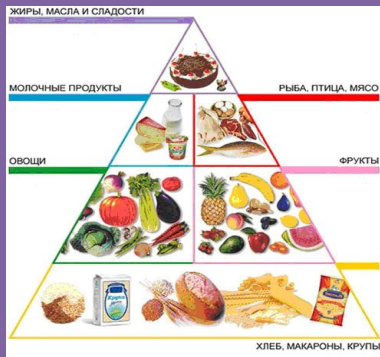 ЖИРЫ, МАСЛА И СЛАДОСТИ
МОЛОЧНЫЕ ПРОДУКТЫ
РЫБА, ПТИЦА, МЯСО
ОВОЩИ
ФРУКТЫ
ХЛЕБ, МАКАРОНЫ, КРУПЫ